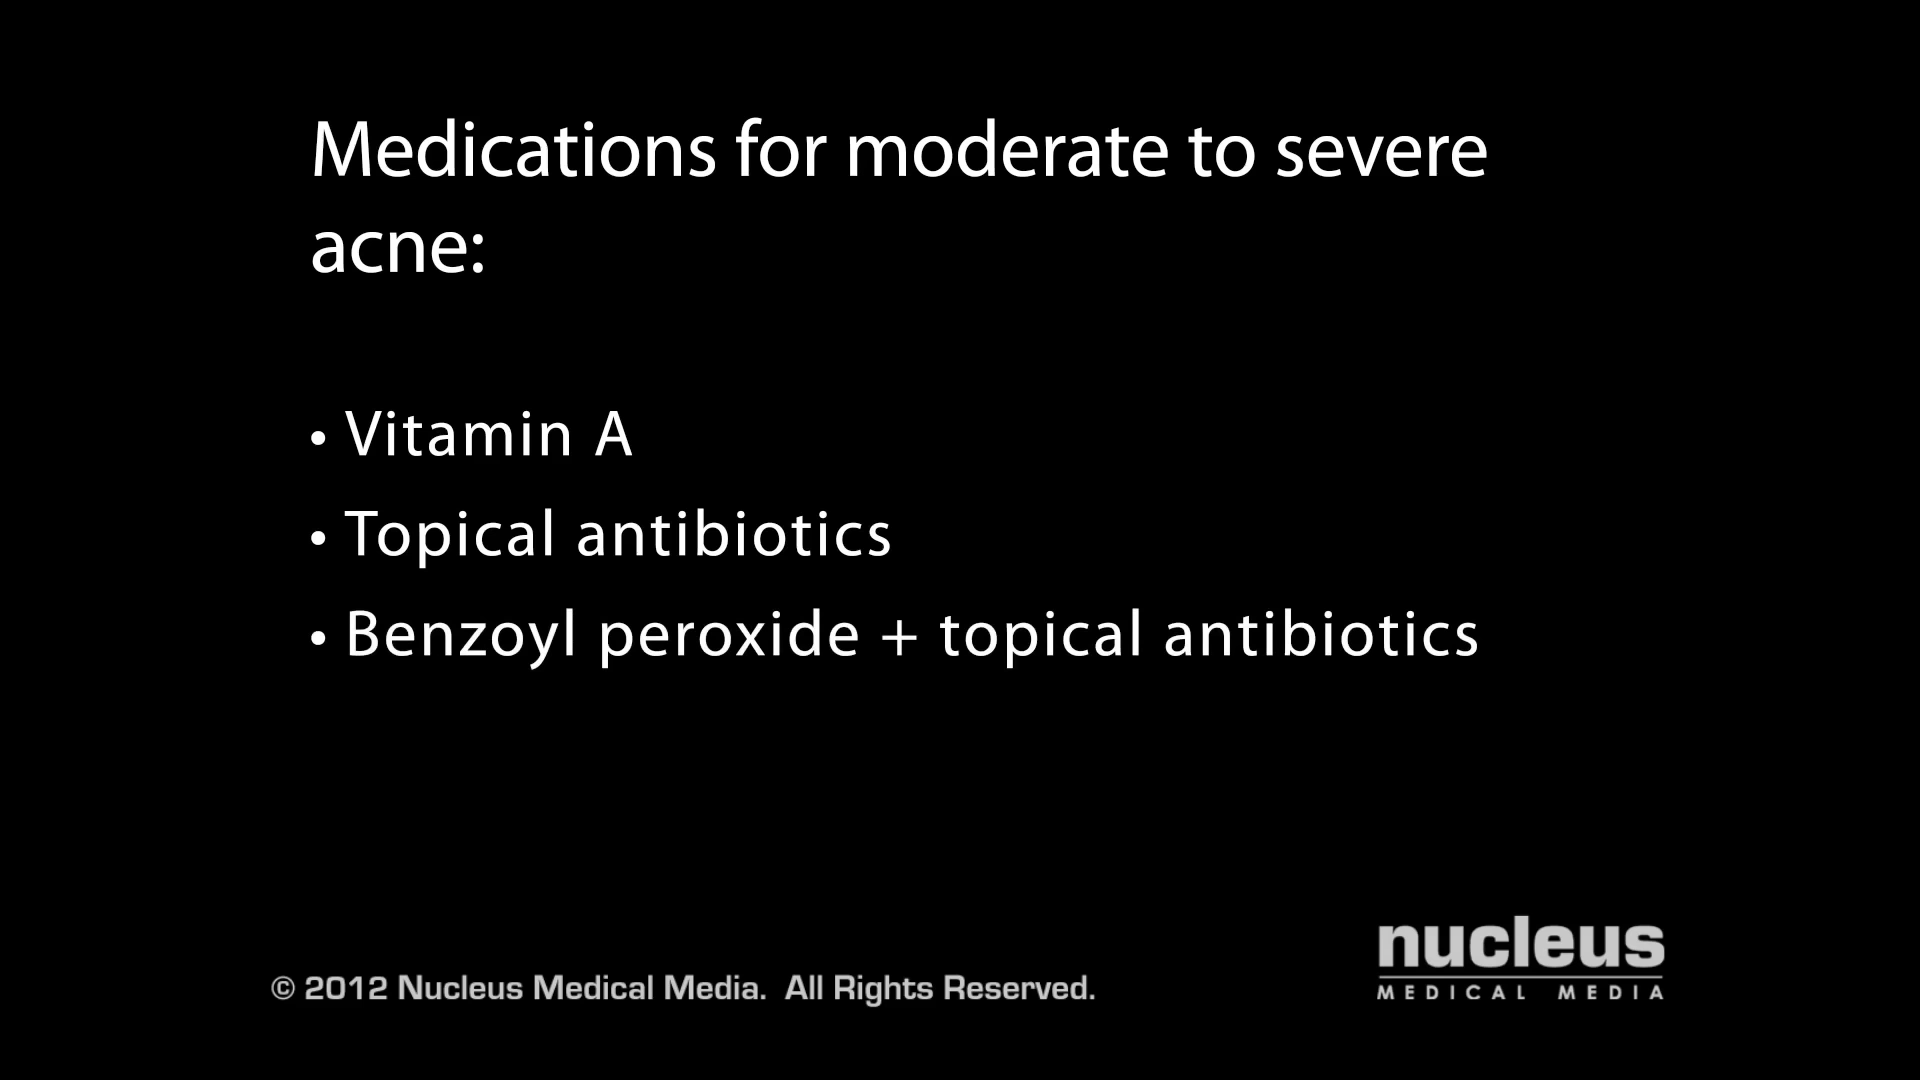 Medications for moderate to severe
acne:
• Vitamin A
• Topical antibiotics
• Benzoyl peroxide + topical antibiotics
nucleus
MEDICAL MEDIA
© 2012 Nucleus Medical Media. All Rights Reserved.